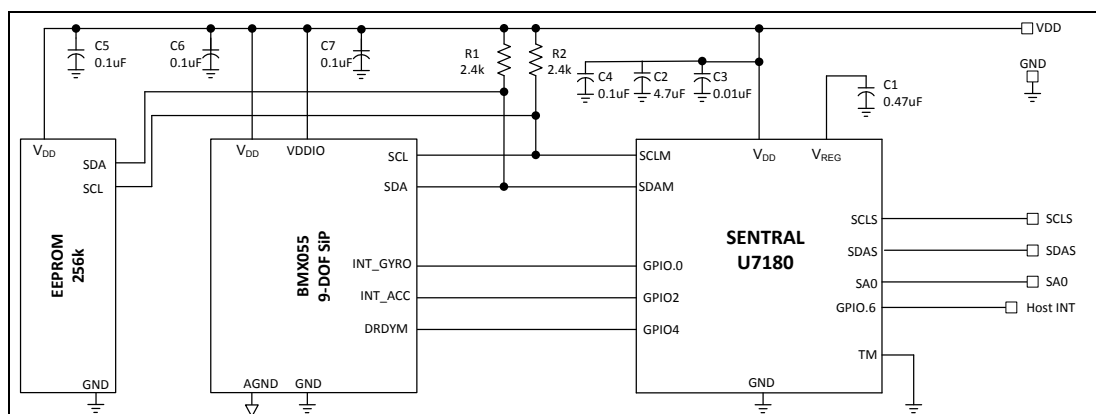 VDD
C5
0.1uF
C6
0.1uF
C7
0.1uF
R1
2.4k
R2
2.4k
GND
C4
0.1uF
C2
4.7uF
C3
0.01uF
C1
0.47uF
VDD
SDA
SCL
EEPROM
256k
GND
VDD
VDDIO
SCL
SDA
BMX055
9-DOF SiP
INT_GYRO
INT_ACC
DRDYM
AGND
GND
VDD
VREG
SCLM
SDAM
SENTRAL
U7180
GPIO.0
GPIO2
GPIO4
SCLS
SDAS
SA0
GPIO.6
TM
GND
SCLS
SDAS
SA0
Host INT